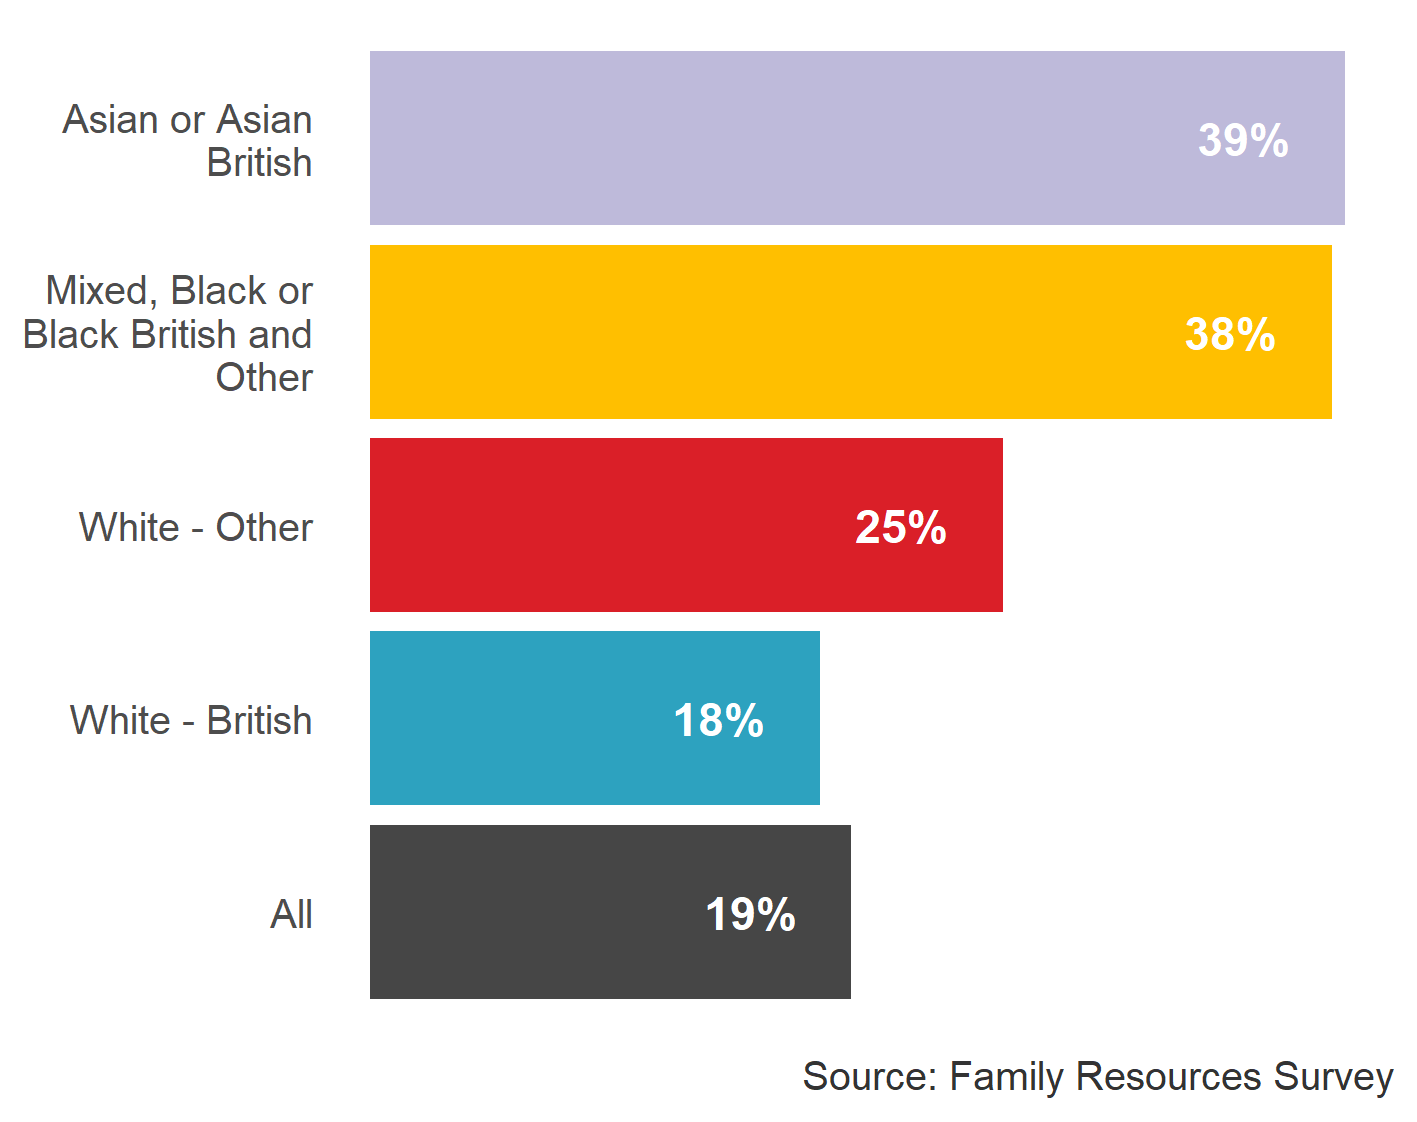 Asian or Asian
British
39%
Mixed, Black or
Black British and
Other
38%
White - Other
25%
White - British
18%
All
19%
Source: Family Resources Survey